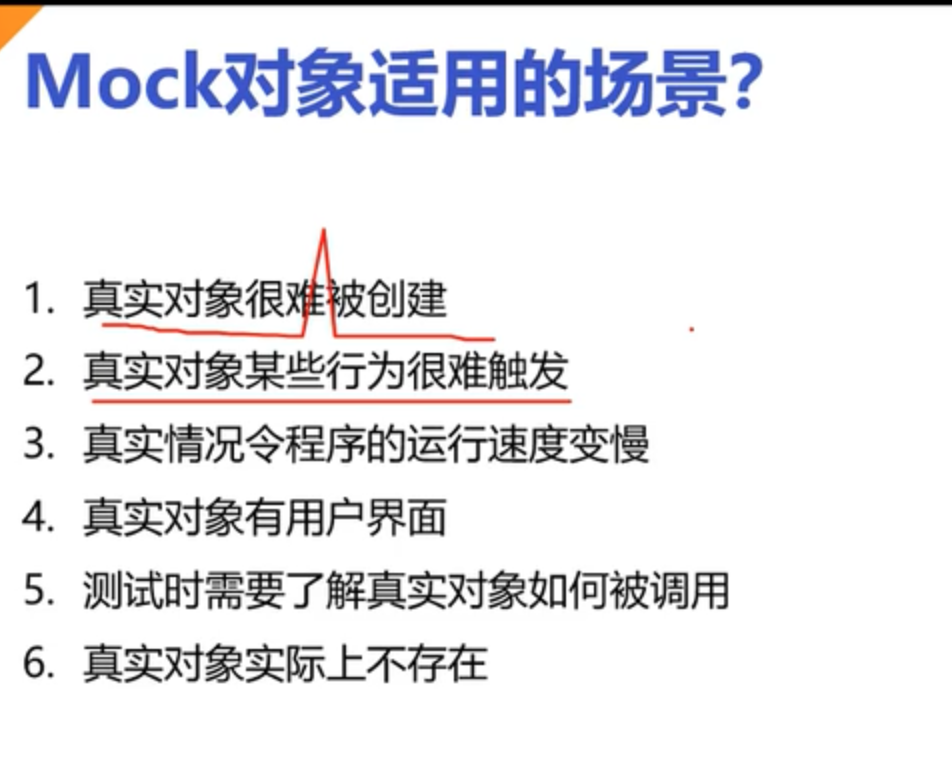 Mock对象适用的场景?
1. 真实对象很难被创建
2. 真实对象某些行为很难触发
3. 真实情况令程序的运行速度变慢
4. 真实对象有用户界面
5. 测试时需要了解真实对象如何被调用
6. 真实对象实际上不存在